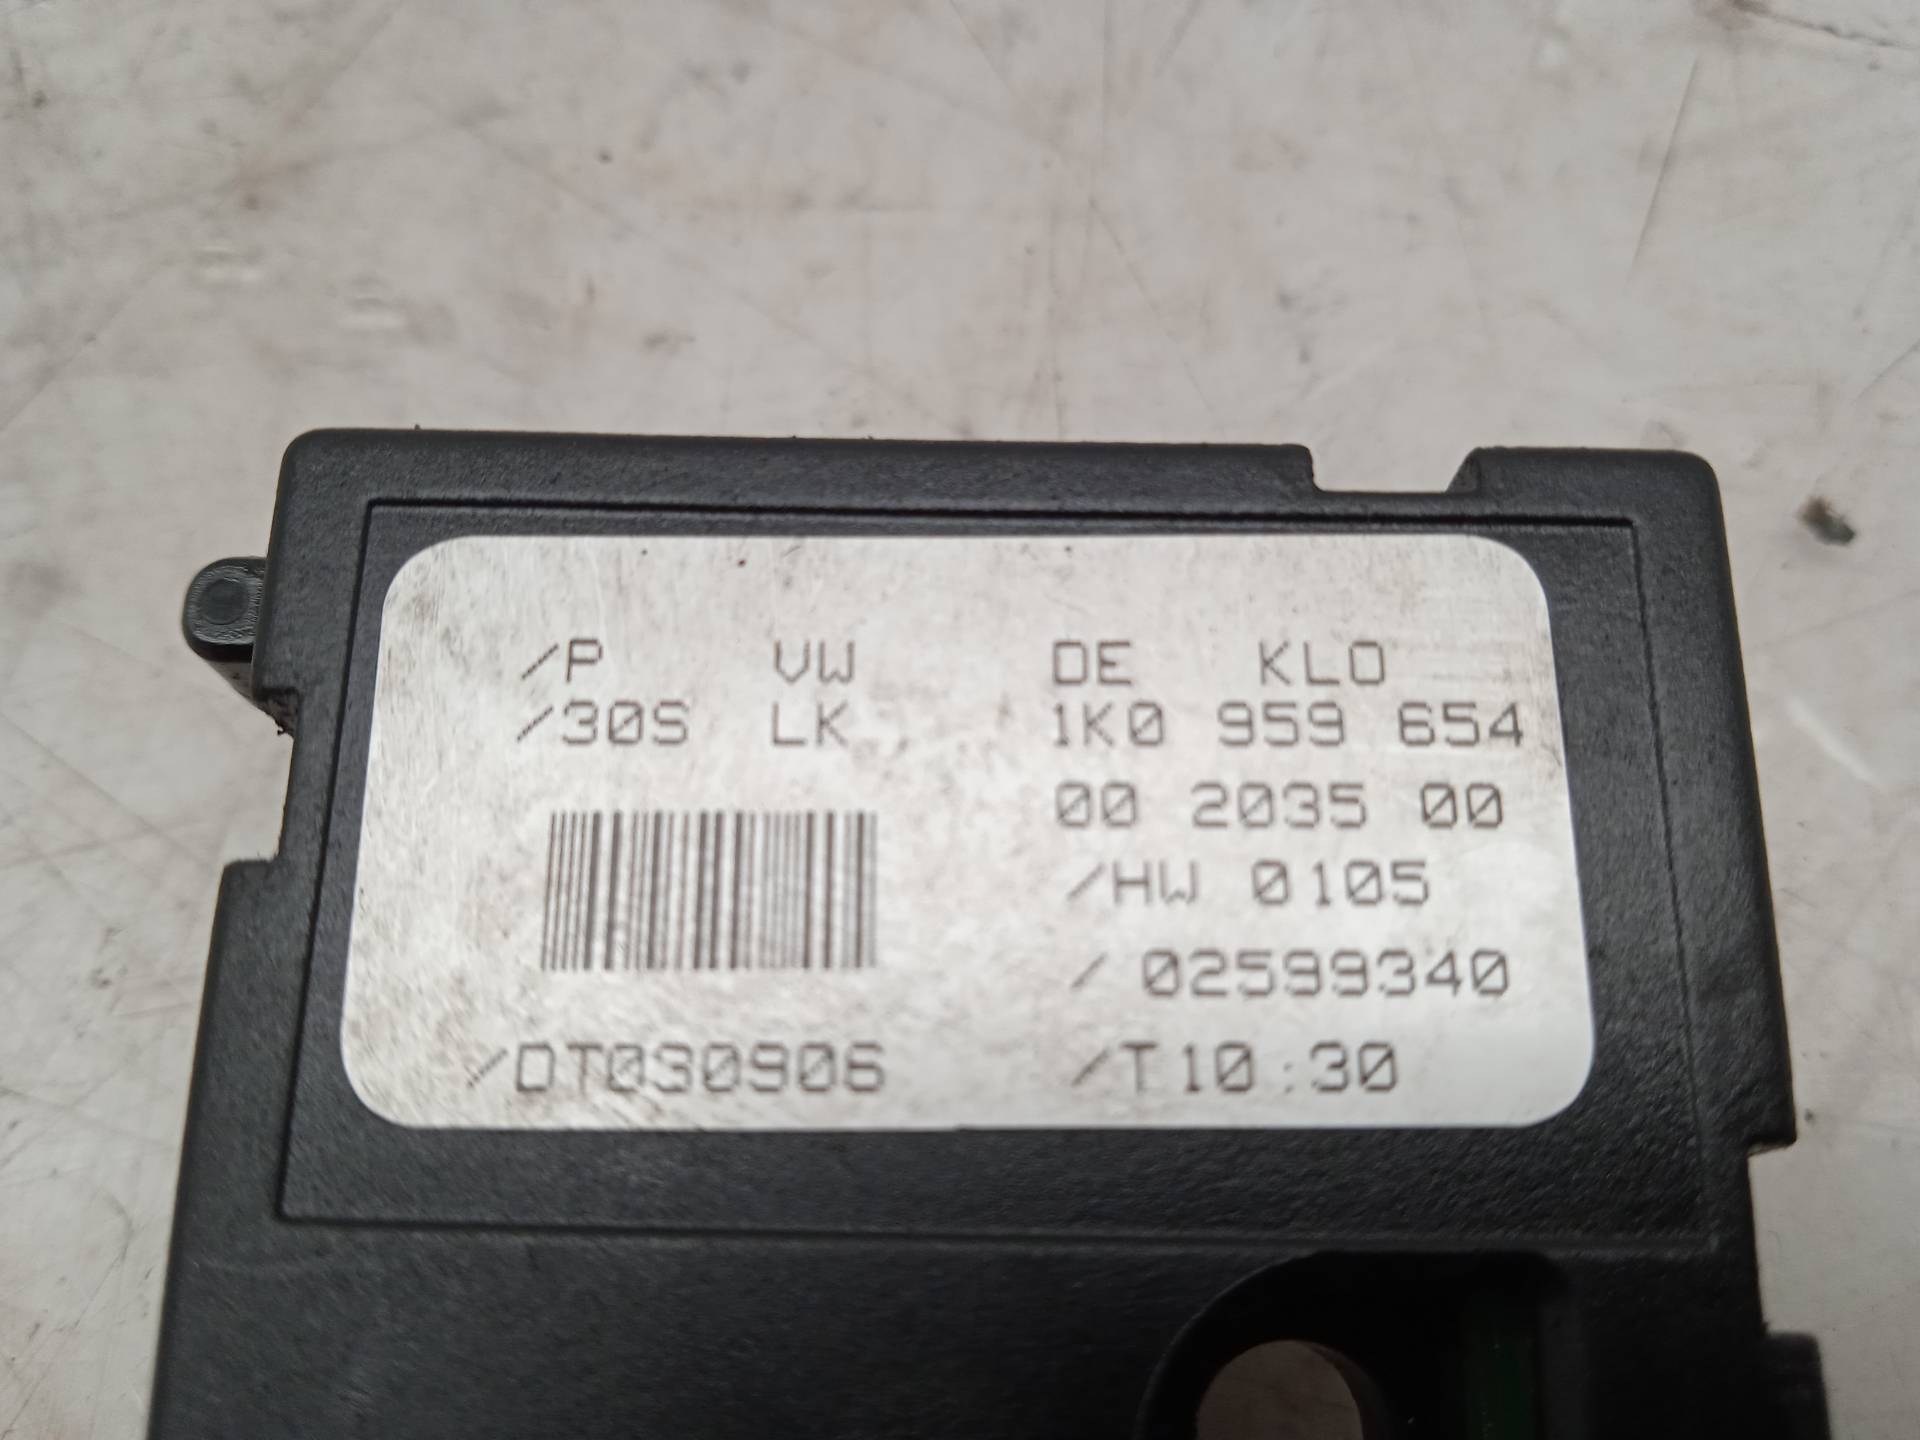 /P VW DE KLO
/30S LK 1K0 959 654
00 2035 00
/HW 0105
/ 02599340
/DT030906 /T10:30